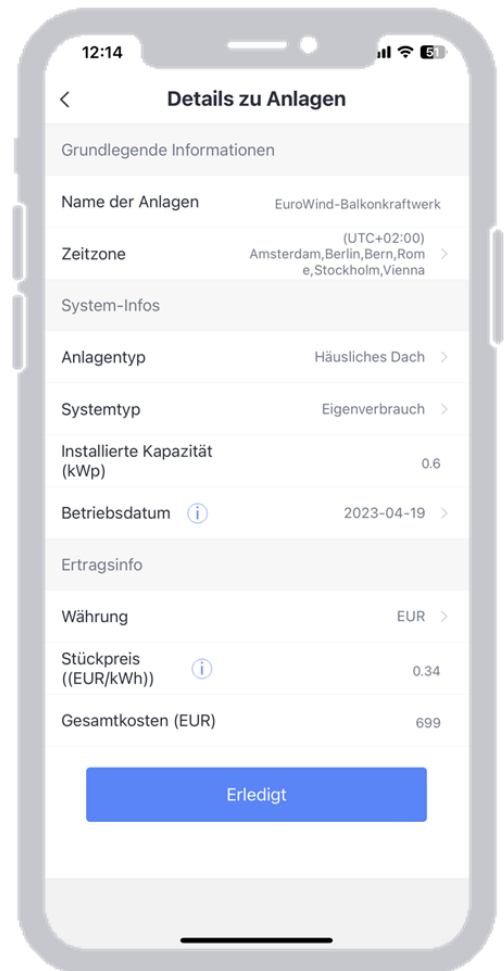 12:14
51
Details zu Anlagen
Grundlegende Informationen
Name der Anlagen
EuroWind-Balkonkraftwerk
Zeitzone
(UTC+02:00)
Amsterdam,Berlin,Bern,Rom
e,Stockholm,Vienna
System-Infos
Anlagentyp
Häusliches Dach
Systemtyp
Eigenverbrauch
Installierte Kapazität
(kWp)
0.6
Betriebsdatum
2023-04-19
Ertragsinfo
Währung
EUR
Stückpreis
((EUR/kWh))
0.34
Gesamtkosten (EUR)
699
Erledigt